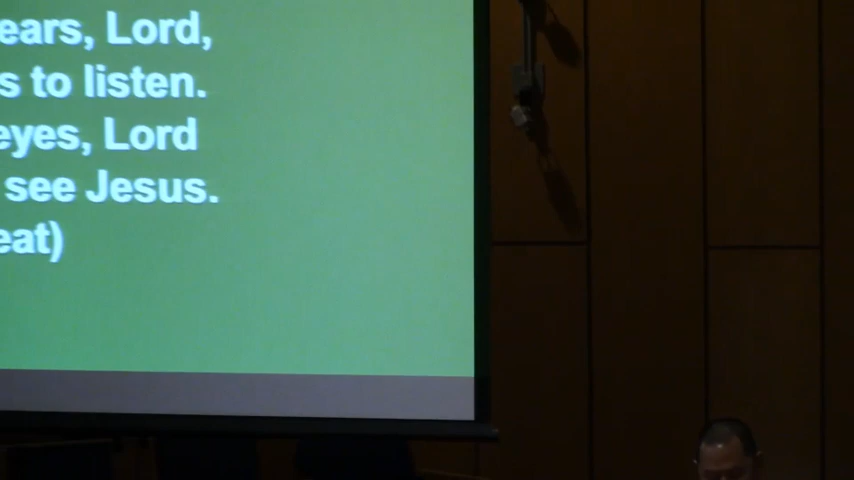 ears, Lord,
s to listen.
eyes, Lord
see Jesus.
eat)